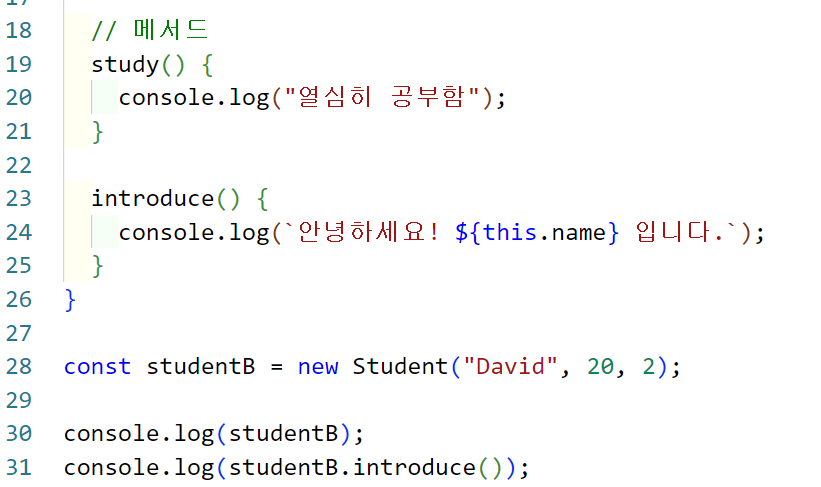 18 // 메서드
19 study() {
20 console.log("열심히 공부함");
21 }
22
23 introduce() {
24 console.log(`안녕하세요! ${this.name} 입니다.`);
25 }
26 }
27
28 const studentB = new Student("David", 20, 2);
29
30 console.log(studentB);
31 console.log(studentB.introduce());